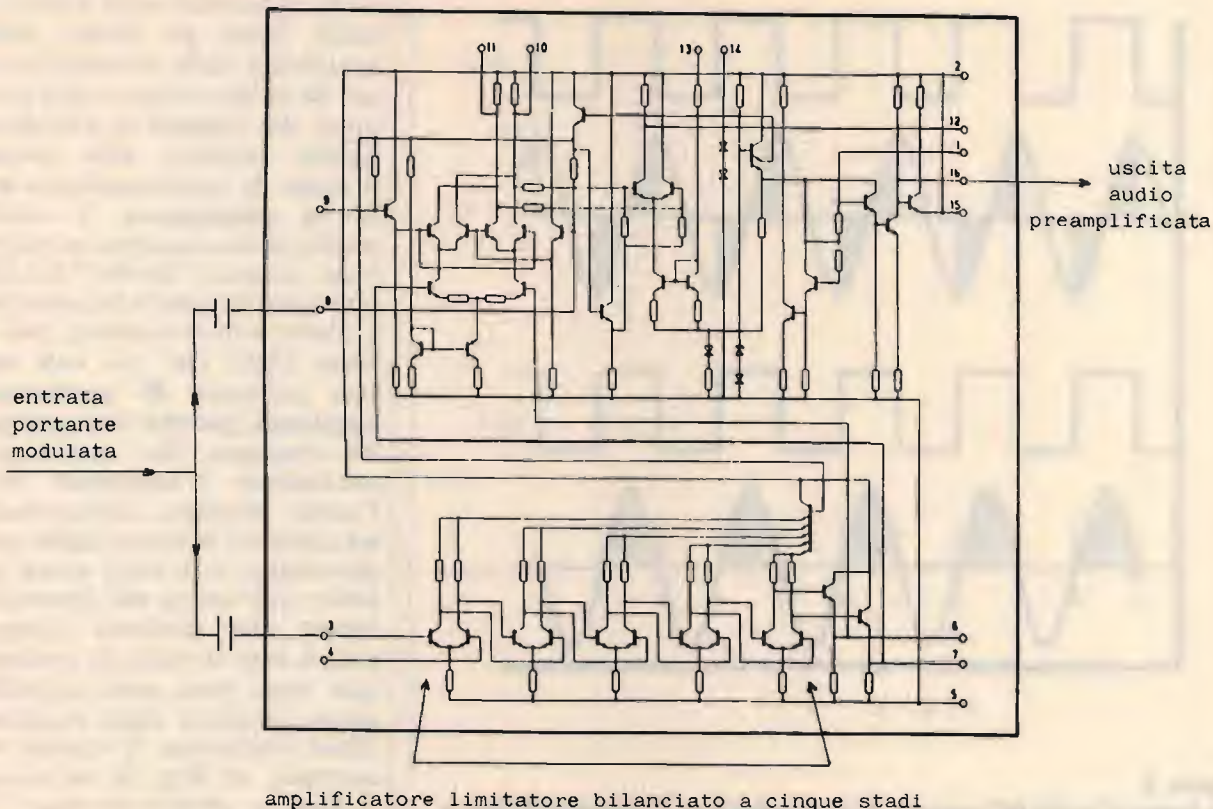 11
10
13
14
2
12
1
16
15
9
8
uscita
audio
preamplificata
entrata
portante
modulata
3
4
6
7
5
amplificatore limitatore bilanciato a cinque stadi